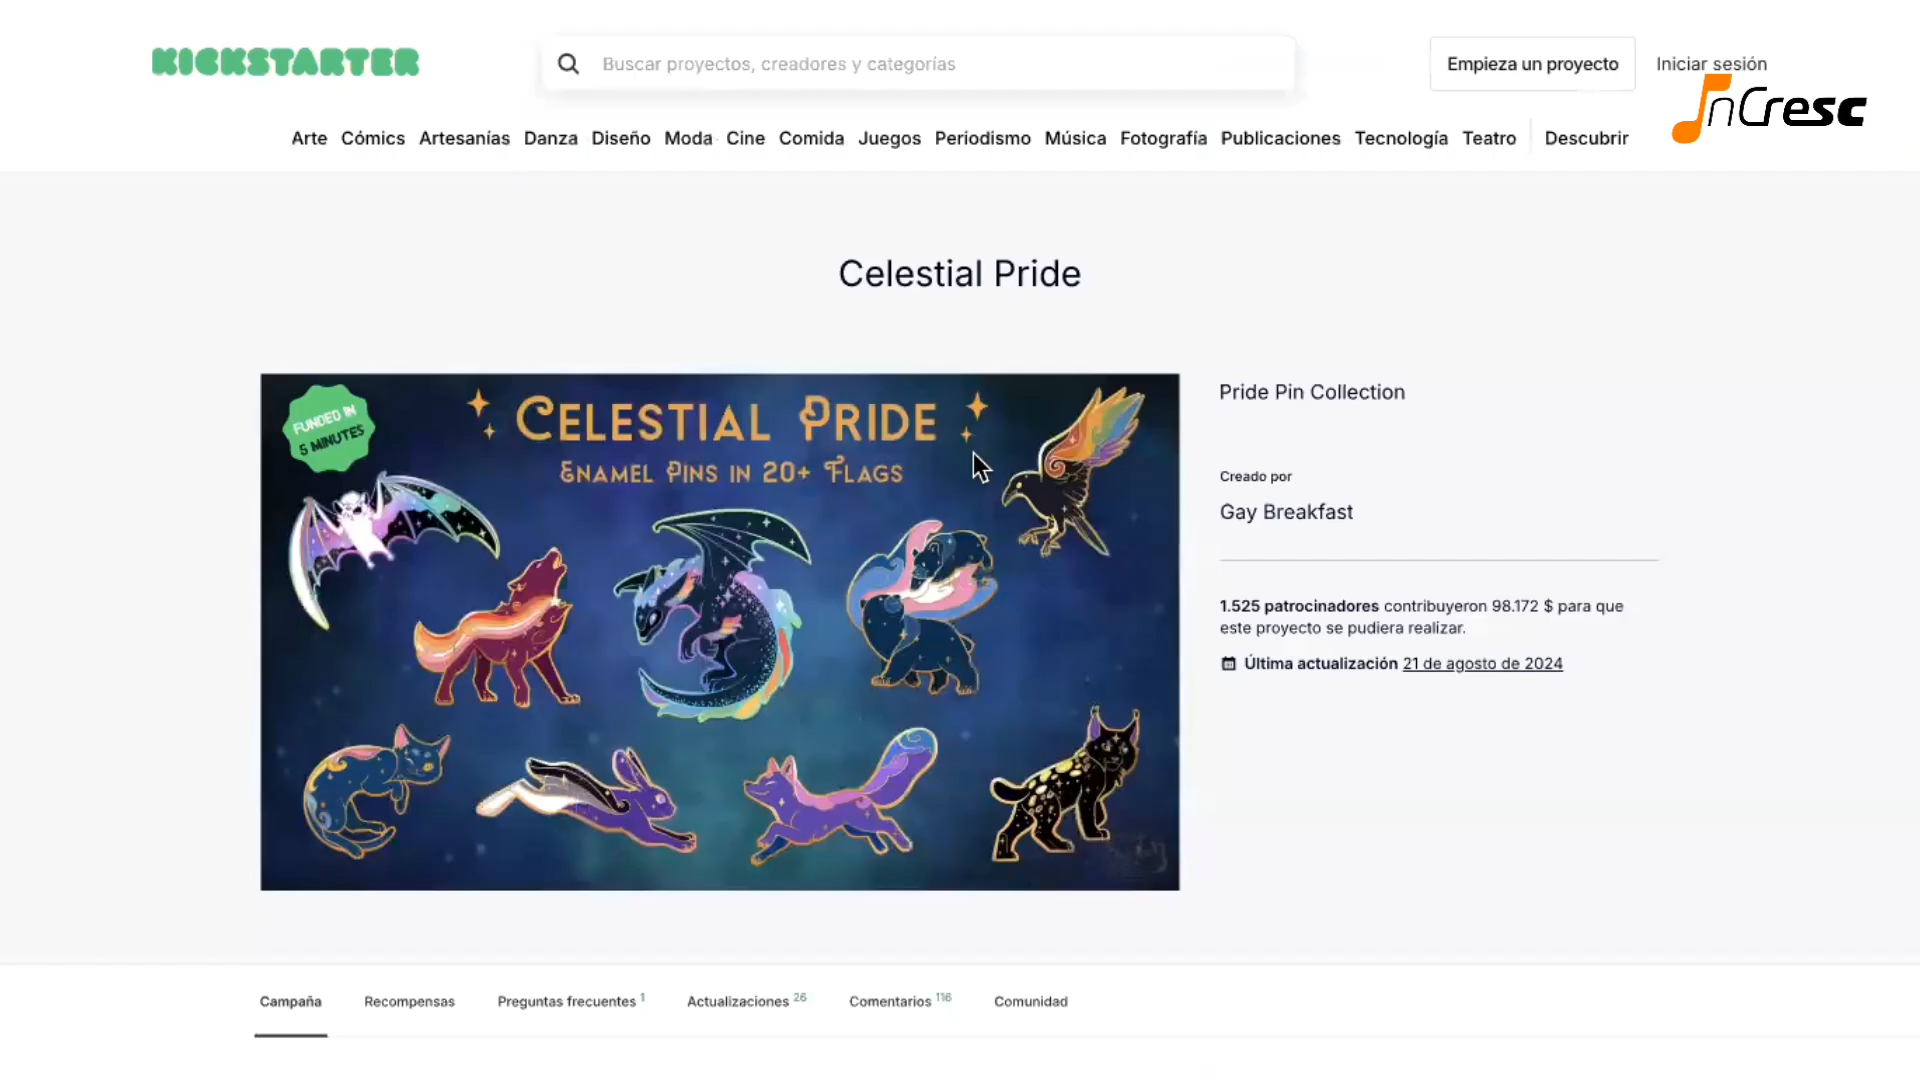 KICKSTARTER
Buscar proyectos, creadores y categorías
Empieza un proyecto
Iniciar sesión
InCresc
Arte Cómics Artesanías Danza Diseño Moda Cine Comida Juegos Periodismo Música Fotografía Publicaciones Tecnología Teatro Descubrir
Celestial Pride
FUNDED IN
5 MINUTES
CELESTIAL PRIDE
ENAMEL PINS IN 20+ FLAGS
Pride Pin Collection
Creado por
Gay Breakfast
1.525 patrocinadores contribuyeron 98.172 $ para que
este proyecto se pudiera realizar.
Última actualización 21 de agosto de 2024
Campaña Recompensas Preguntas frecuentes 1 Actualizaciones 26 Comentarios 116 Comunidad